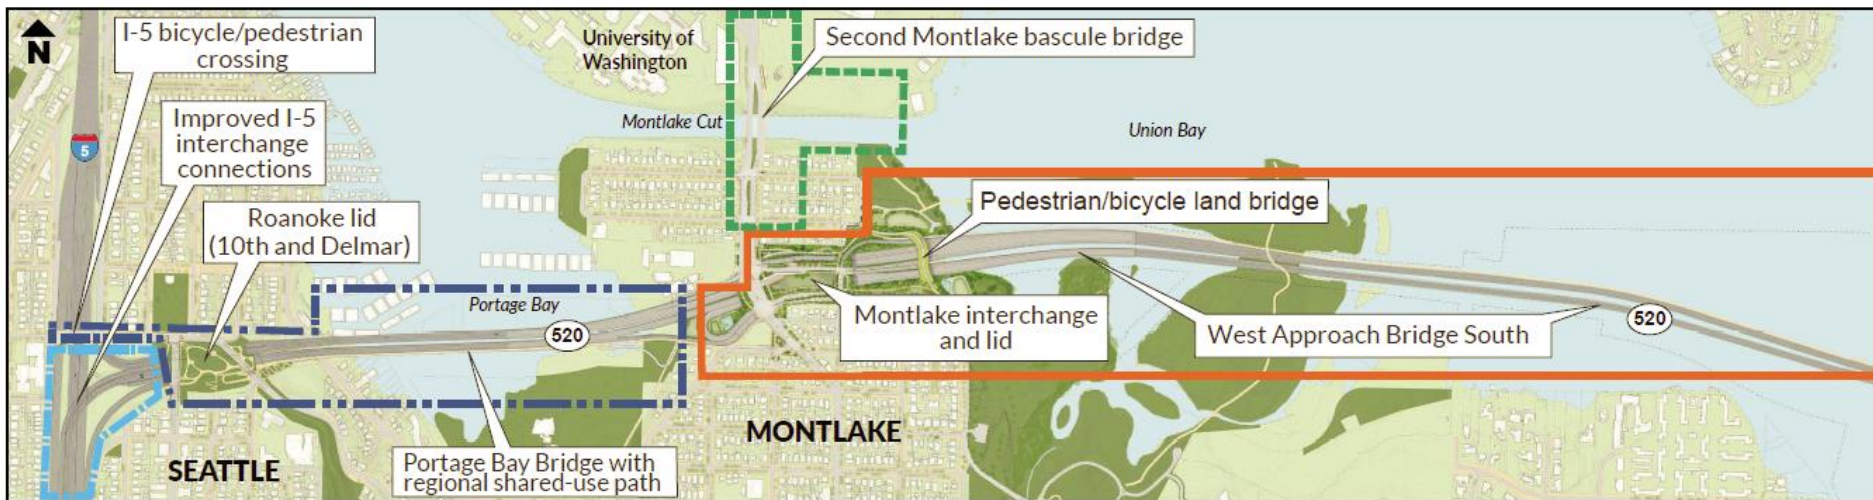 N
I-5 bicycle/pedestrian
crossing
Improved I-5
interchange
connections
5
Roanoke lid
(10th and Delmar)
University of
Washington
Second Montlake bascule bridge
Montlake Cut
Union Bay
Pedestrian/bicycle land bridge
Portage Bay
520
Montlake interchange
and lid
West Approach Bridge South
520
Portage Bay Bridge with
regional shared-use path
SEATTLE
MONTLAKE